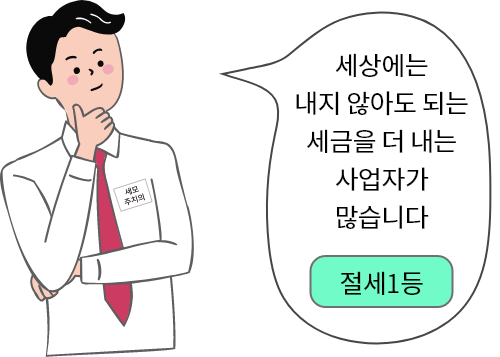 세상에는
내지 않아도 되는
세금을 더 내는
사업자가
많습니다
절세1등
세모
주치의